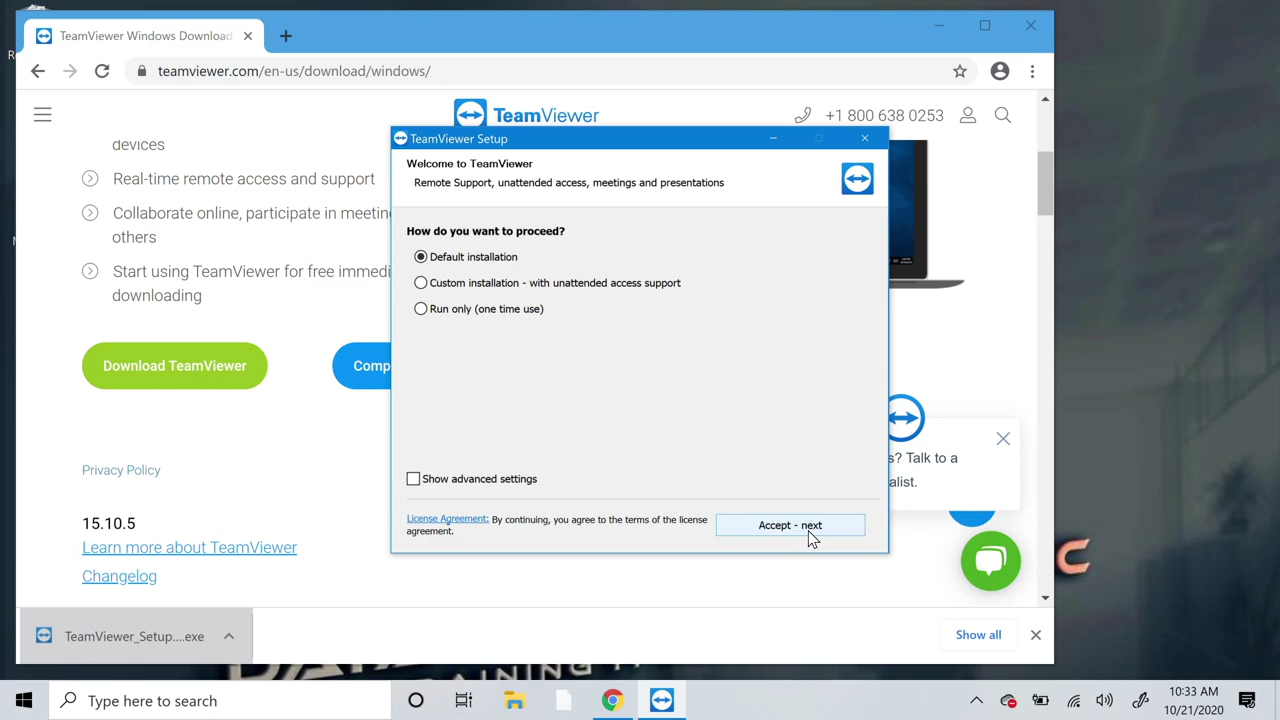 TeamViewer Windows Download
teamviewer.com/en-us/download/windows/
TeamViewer
+1 800 638 0253
devices
Real-time remote access and support
Collaborate online, participate in meetin
others
Start using TeamViewer for free immedi
downloading
Download TeamViewer
Comp
Privacy Policy
15.10.5
Learn more about TeamViewer
Changelog
TeamViewer Setup
Welcome to TeamViewer
Remote Support, unattended access, meetings and presentations
How do you want to proceed?
Default installation
Custom installation - with unattended access support
Run only (one time use)
Show advanced settings
License Agreement: By continuing, you agree to the terms of the license
agreement.
Accept - next
s? Talk to a
alist.
TeamViewer_Setup....exe
Show all
Type here to search
10:33 AM
10/21/2020